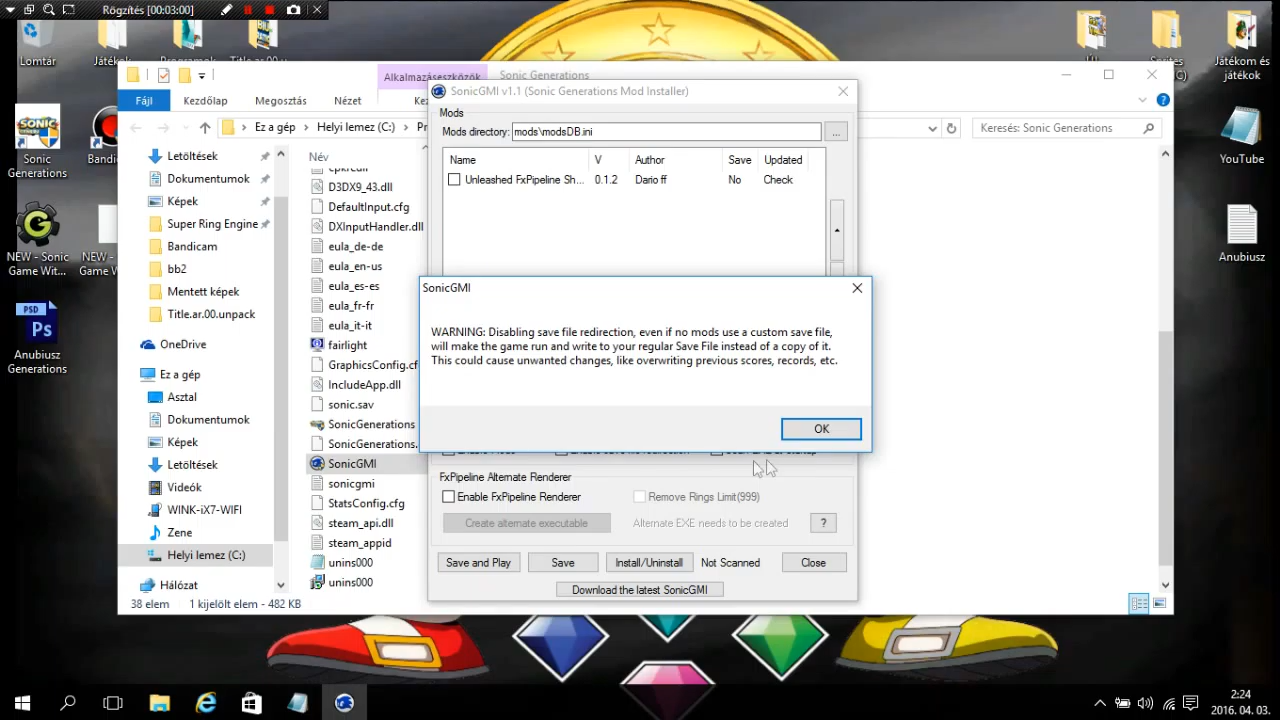 Rögzítés [00:03:00]
Lomtár
Játékok
Programok
Title.ar.00.u
Sprites
Játékom és játékok
Sonic Generations
Bandic
YouTube
NEW - Sonic Game Wit...
NEW -
Game W
Anubiusz
Anubiusz Generations
Alkalmazáseszközök
Sonic Generations
Fájl
Kezdőlap
Megosztás
Nézet
Kez
Ez a gép
Helyi lemez (C:)
Pr
Keresés: Sonic Generations
Letöltések
Dokumentumok
Képek
Super Ring Engine
Bandicam
bb2
Mentett képek
Title.ar.00.unpack
OneDrive
Ez a gép
Asztal
Dokumentumok
Képek
Letöltések
Videók
WINK-iX7-WIFI
Zene
Helyi lemez (C:)
Hálózat
Név
cpkredir
D3DX9_43.dll
DefaultInput.cfg
DXInputHandler.dll
eula_de-de
eula_en-us
eula_es-es
eula_fr-fr
eula_it-it
fairlight
GraphicsConfig.cf
IncludeApp.dll
sonic.sav
SonicGenerations
SonicGenerations.
SonicGMI
sonicgmi
StatsConfig.cfg
steam_api.dll
steam_appid
unins000
unins000
38 elem
1 kijelölt elem - 482 KB
SonicGMI v1.1 (Sonic Generations Mod Installer)
Mods
Mods directory: mods\modsDB.ini
...
Name V Author Save Updated
Unleashed FxPipeline Sh... 0.1.2 Dario ff No Check
SonicGMI
WARNING: Disabling save file redirection, even if no mods use a custom save file,
will make the game run and write to your regular Save File instead of a copy of it.
This could cause unwanted changes, like overwriting previous scores, records, etc.
OK
FxPipeline Alternate Renderer
Enable FxPipeline Renderer
Remove Rings Limit(999)
Create alternate executable
Alternate EXE needs to be created
?
Save and Play
Save
Install/Uninstall
Not Scanned
Close
Download the latest SonicGMI
2:24
2016. 04. 03.